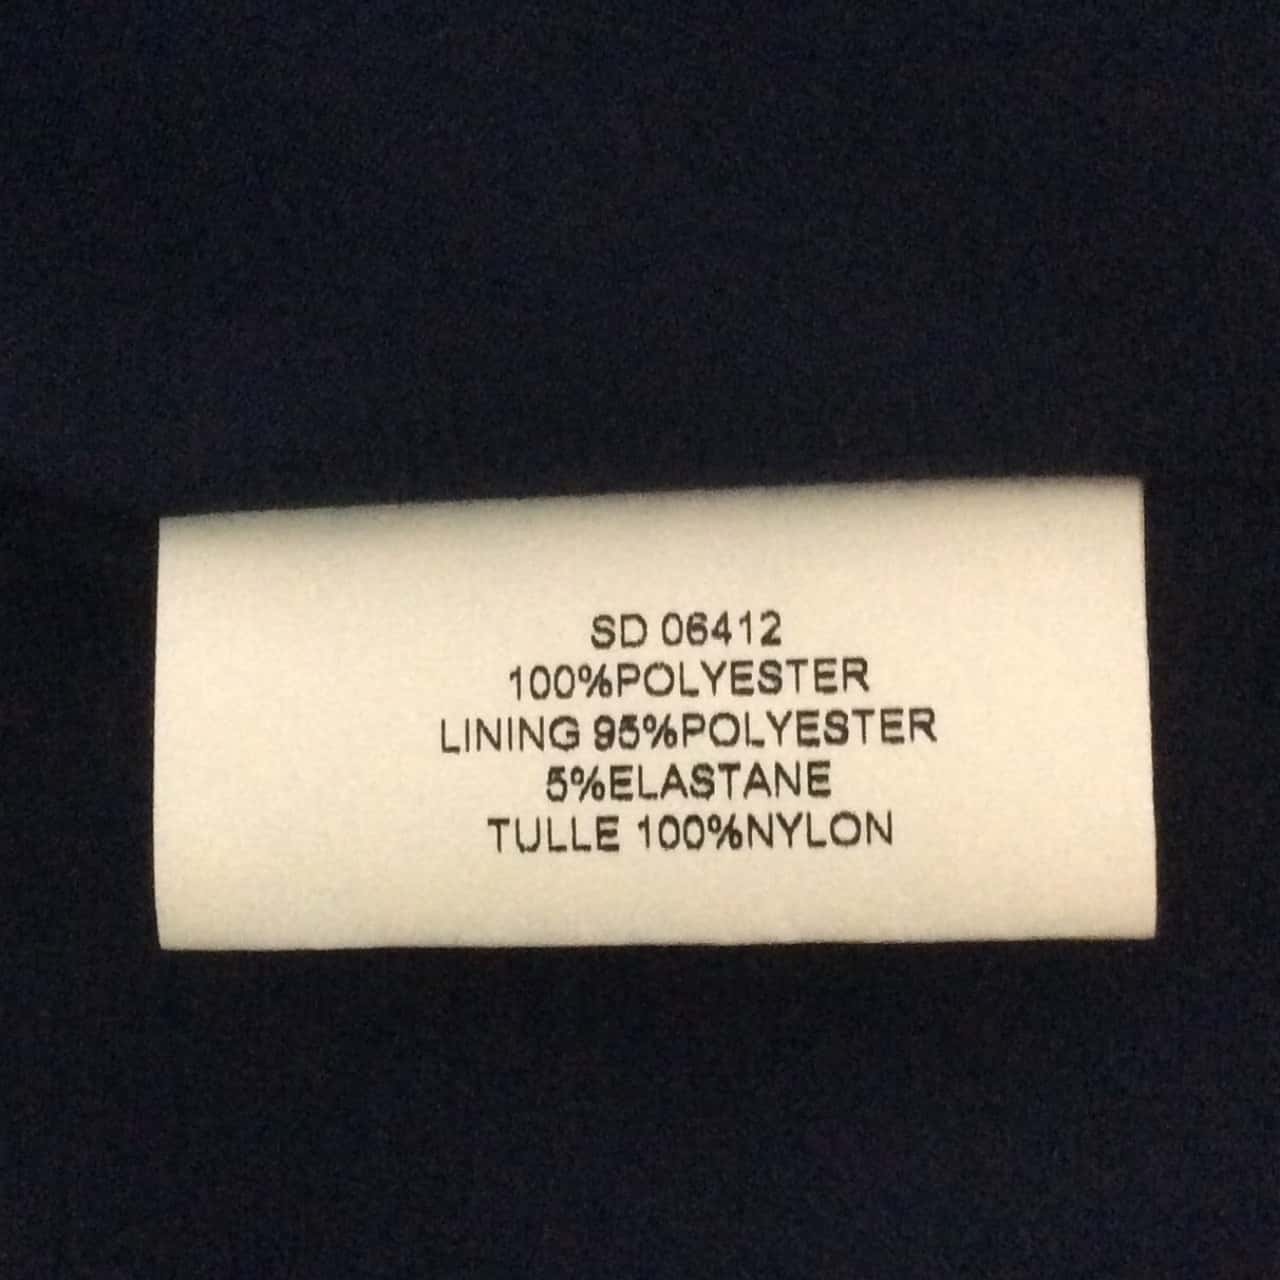 SD 06412
100%POLYESTER
LINING 95%POLYESTER
5%ELASTANE
TULLE 100%NYLON